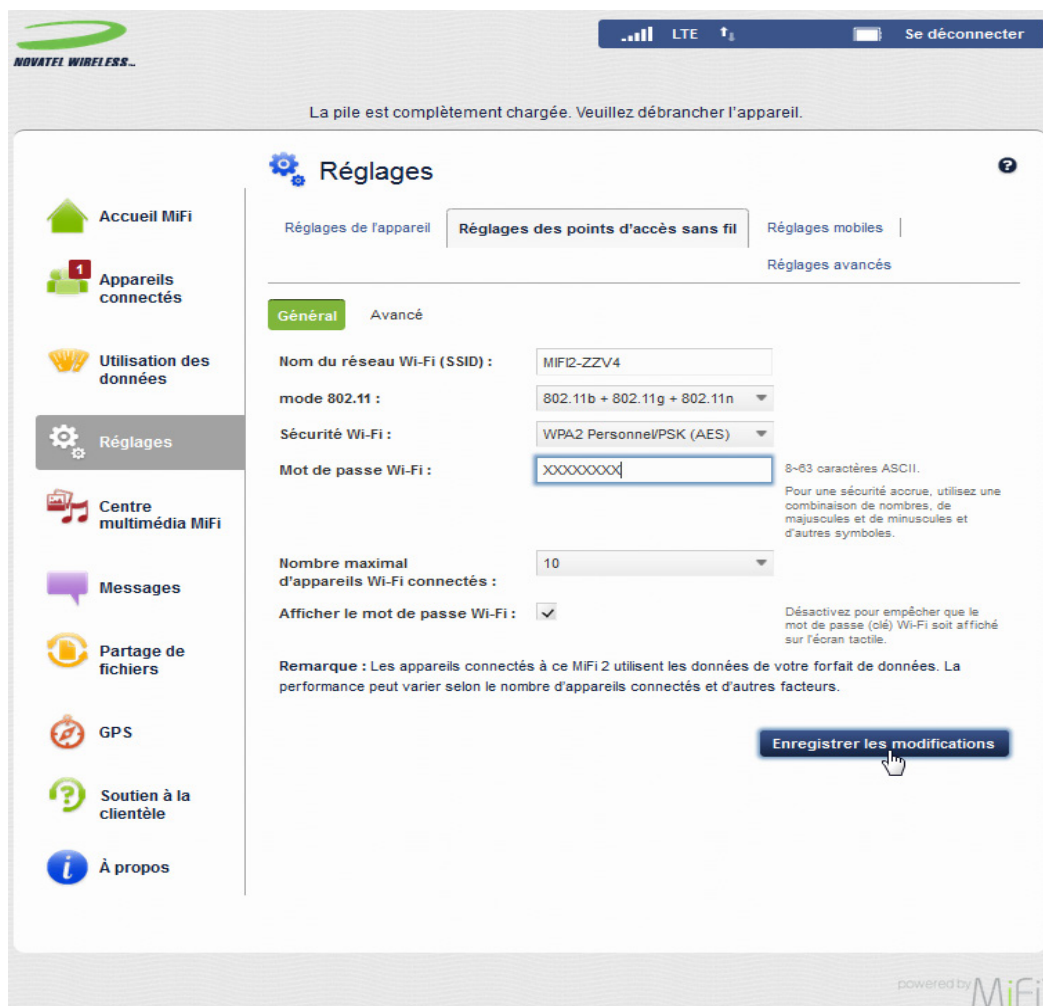 NOVATEL WIRELESS™
LTE
Se déconnecter
La pile est complètement chargée. Veuillez débrancher l'appareil.
Réglages
Réglages de l'appareil
Réglages des points d'accès sans fil
Réglages mobiles
Réglages avancés
Accueil MiFi
1
Appareils
connectés
Utilisation des
données
Réglages
Centre
multimédia MiFi
Messages
Partage de
fichiers
GPS
Soutien à la
clientèle
À propos
Général
Avancé
Nom du réseau Wi-Fi (SSID) :
MIFI2-ZZV4
mode 802.11 :
802.11b + 802.11g + 802.11n
Sécurité Wi-Fi :
WPA2 Personnel/PSK (AES)
Mot de passe Wi-Fi :
XXXXXXXX
8~63 caractères ASCII.
Pour une sécurité accrue, utilisez une
combinaison de nombres, de
majuscules et de minuscules et
d'autres symboles.
Nombre maximal
d'appareils Wi-Fi connectés :
10
Afficher le mot de passe Wi-Fi :
Désactivez pour empêcher que le
mot de passe (clé) Wi-Fi soit affiché
sur l'écran tactile.
Remarque : Les appareils connectés à ce MiFi 2 utilisent les données de votre forfait de données. La
performance peut varier selon le nombre d'appareils connectés et d'autres facteurs.
Enregistrer les modifications
powered by MiFi